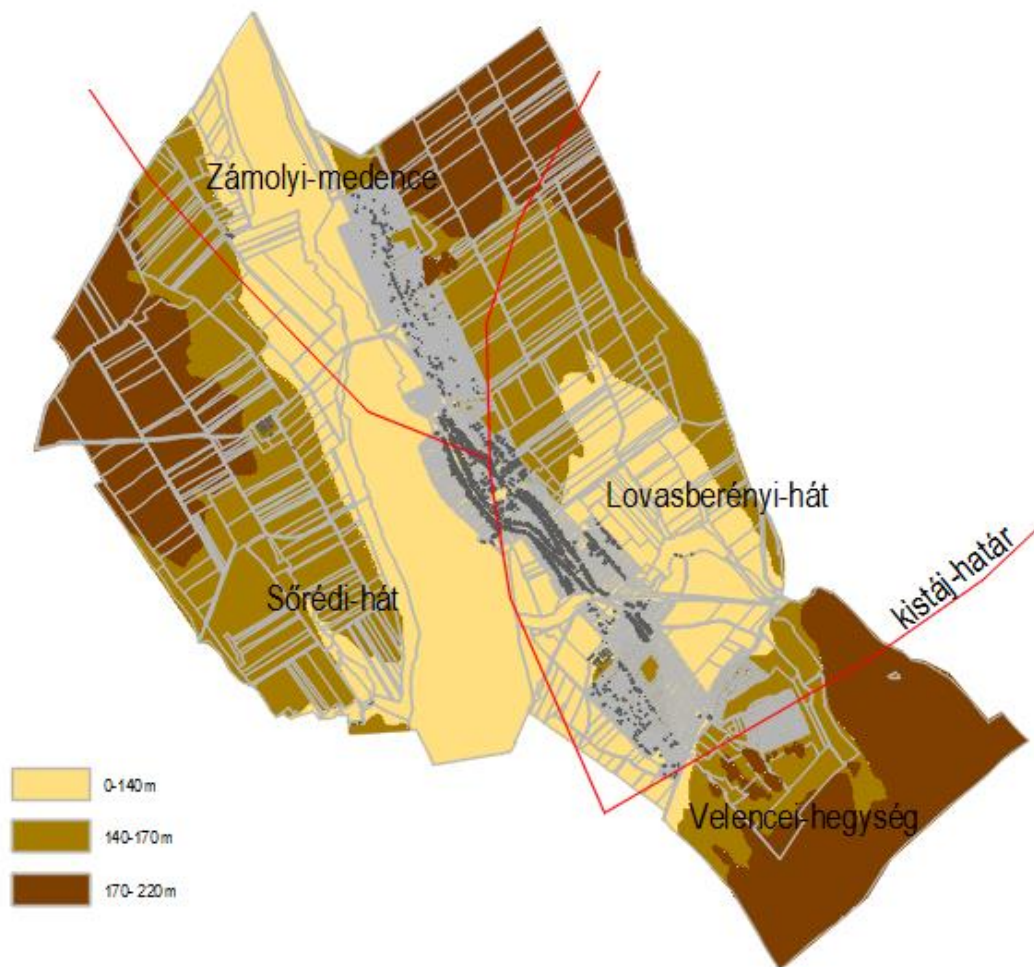 Zámolyi-medence
Lovasberényi-hát
kistáj-határ
Sőrédi-hát
Velencei-hegység
0-140m
140-170m
170- 220m